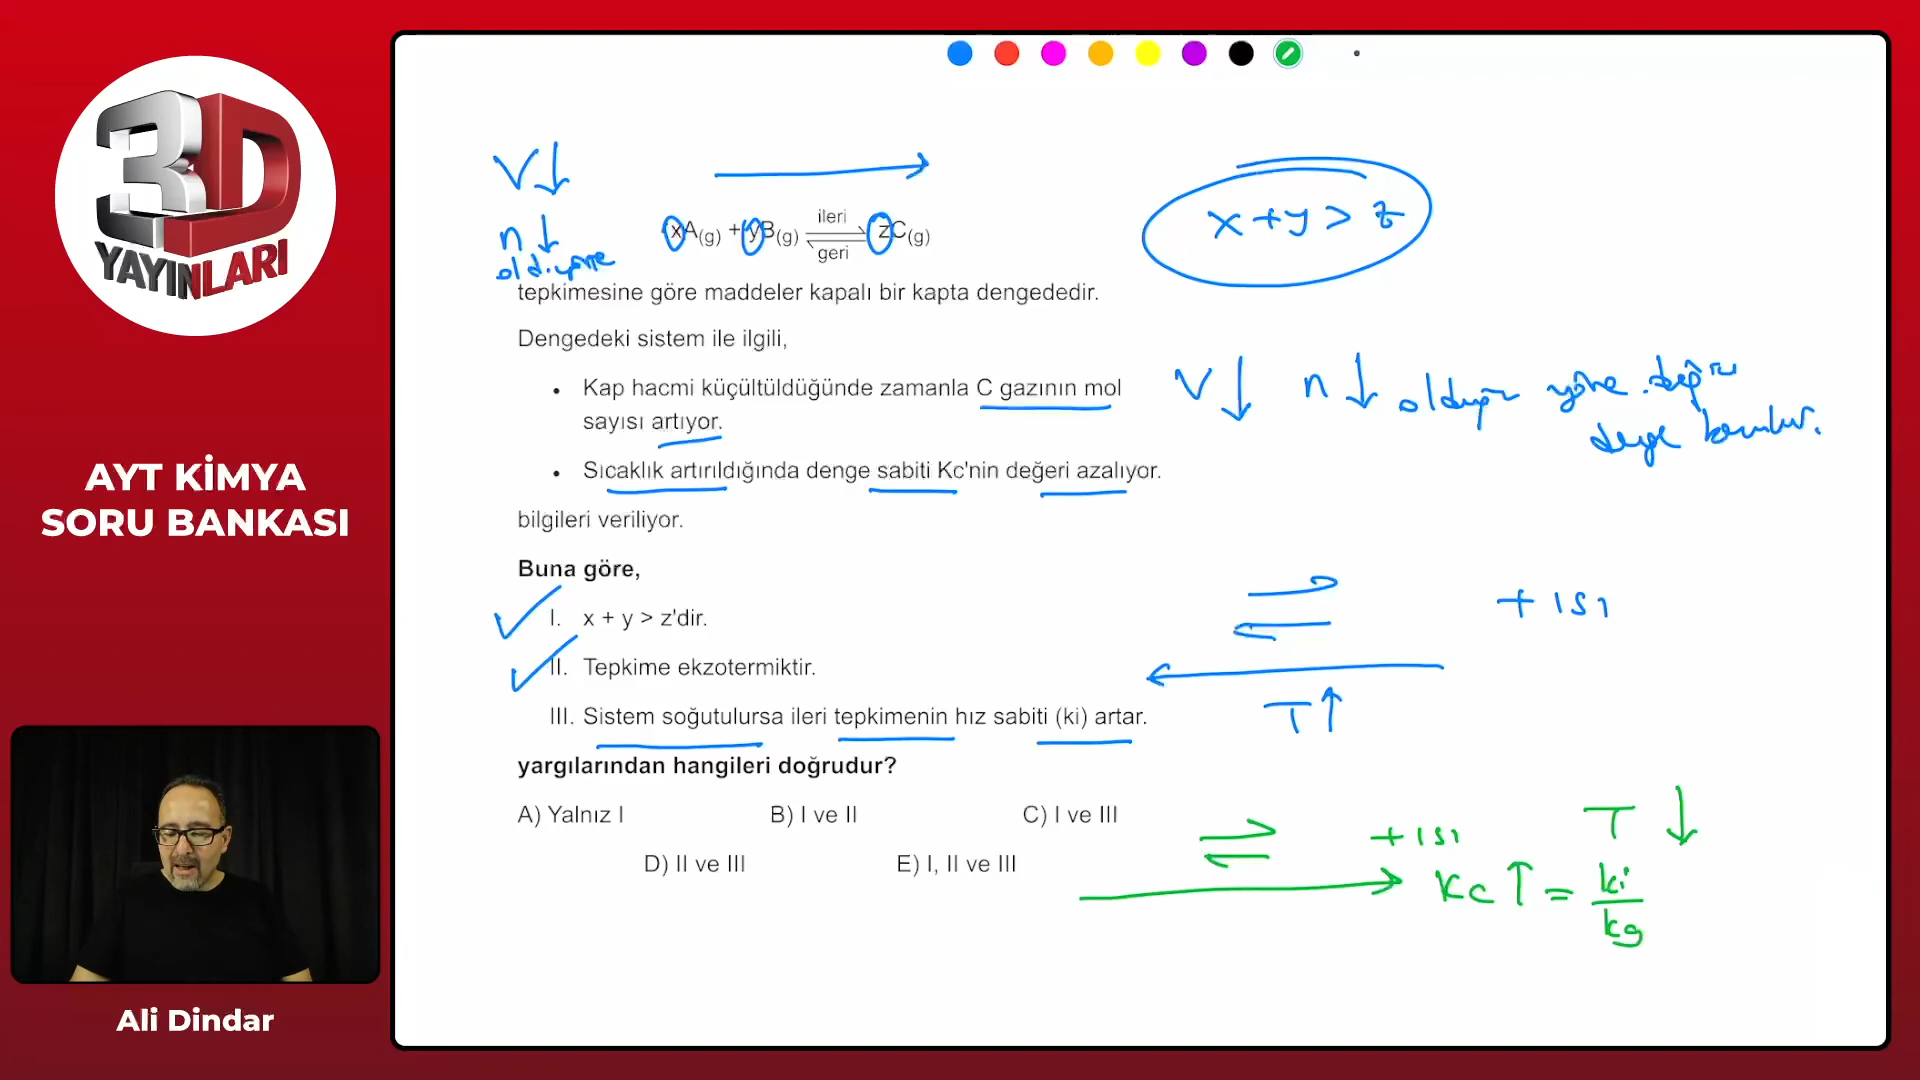 3D
YAYINLARI
AYT KİMYA
SORU BANKASI
Ali Dindar
V↓
n↓
xA(g) + yB(g) ileri ⇌ geri zC(g)
x + y > z
tepkimesine göre maddeler kapalı bir kapta dengededir.
Dengedeki sistem ile ilgili,
• Kap hacmi küçültüldüğünde zamanla C gazının mol
sayısı artıyor.
V↓ n↓ olduğu yöne doğru
denge
• Sıcaklık artırıldığında denge sabiti Kc'nin değeri azalıyor.
bilgileri veriliyor.
Buna göre,
I. x + y > z'dir.
⇌ + ısı
II. Tepkime ekzotermiktir.
T↑
III. Sistem soğutulursa ileri tepkimenin hız sabiti (ki) artar.
yargılarından hangileri doğrudur?
A) Yalnız I B) I ve II C) I ve III
D) II ve III E) I, II ve III
⇌ + ısı T↓
Kc↑ = ki/kg